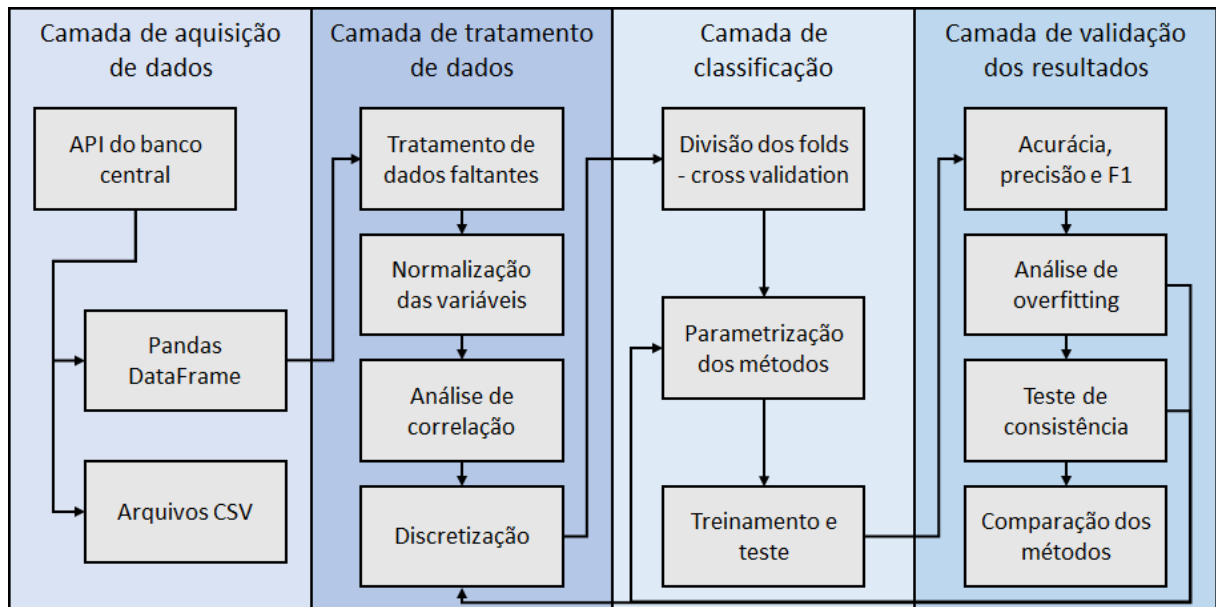 Camada de aquisição
de dados
API do banco
central
Pandas
DataFrame
Arquivos CSV
Camada de tratamento
de dados
Tratamento de
dados faltantes
Normalização
das variáveis
Análise de
correlação
Discretização
Camada de
classificação
Divisão dos folds
- cross validation
Parametrização
dos métodos
Treinamento e
teste
Camada de validação
dos resultados
Acurácia,
precisão e F1
Análise de
overfitting
Teste de
consistência
Comparação dos
métodos